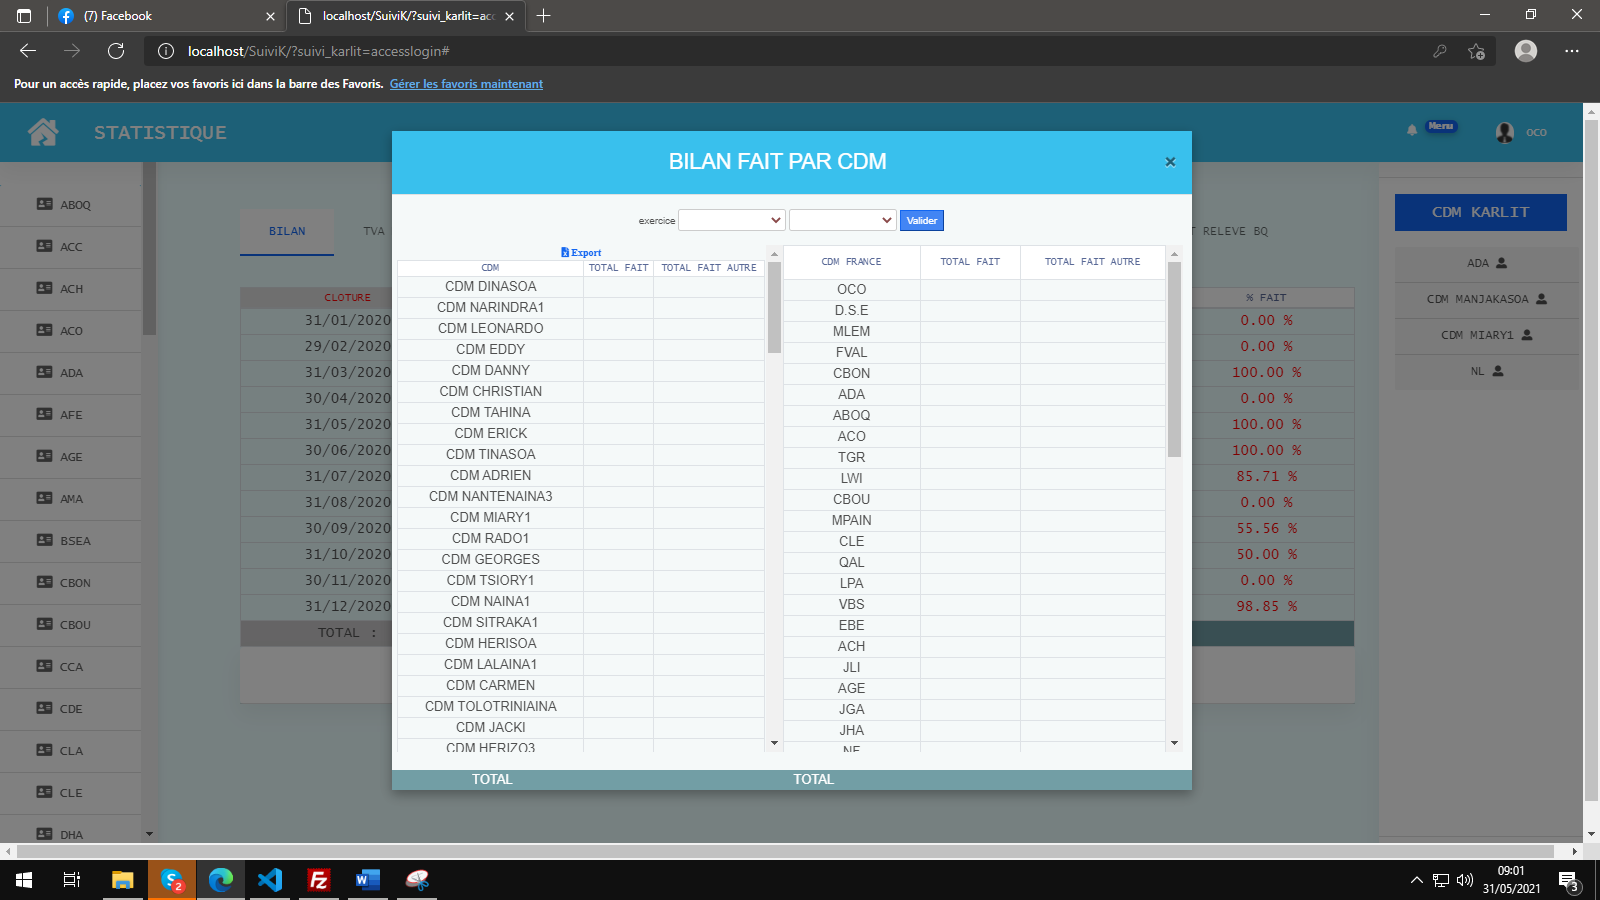 (7) Facebook
localhost/SuiviK/?suivi_karlit=acc
localhost/SuiviK/?suivi_karlit=accesslogin#
Pour un accès rapide, placez vos favoris ici dans la barre des Favoris. Gérer les favoris maintenant
STATISTIQUE
Menu
oco
BILAN FAIT PAR CDM
×
exercice
Valider
ABOQ
ACC
ACH
ACO
ADA
AFE
AGE
AMA
BSEA
CBON
CBOU
CCA
CDE
CLA
CLE
DHA
BILAN
TVA
T RELEVE BQ
CLOTURE
31/01/2020
29/02/2020
31/03/2020
30/04/2020
31/05/2020
30/06/2020
31/07/2020
31/08/2020
30/09/2020
31/10/2020
30/11/2020
31/12/2020
TOTAL :
Export
CDM TOTAL FAIT TOTAL FAIT AUTRE
CDM DINASOA
CDM NARINDRA1
CDM LEONARDO
CDM EDDY
CDM DANNY
CDM CHRISTIAN
CDM TAHINA
CDM ERICK
CDM TINASOA
CDM ADRIEN
CDM NANTENAINA3
CDM MIARY1
CDM RADO1
CDM GEORGES
CDM TSIORY1
CDM NAINA1
CDM SITRAKA1
CDM HERISOA
CDM LALAINA1
CDM CARMEN
CDM TOLOTRINIAINA
CDM JACKI
CDM HERIZO3
TOTAL
CDM FRANCE TOTAL FAIT TOTAL FAIT AUTRE
OCO
D.S.E
MLEM
FVAL
CBON
ADA
ABOQ
ACO
TGR
LWI
CBOU
MPAIN
CLE
QAL
LPA
VBS
EBE
ACH
JLI
AGE
JGA
JHA
TOTAL
% FAIT
0.00 %
0.00 %
100.00 %
0.00 %
100.00 %
100.00 %
85.71 %
0.00 %
55.56 %
50.00 %
0.00 %
98.85 %
CDM KARLIT
ADA
CDM MANJAKASOA
CDM MIARY1
NL
2
09:01
31/05/2021
3